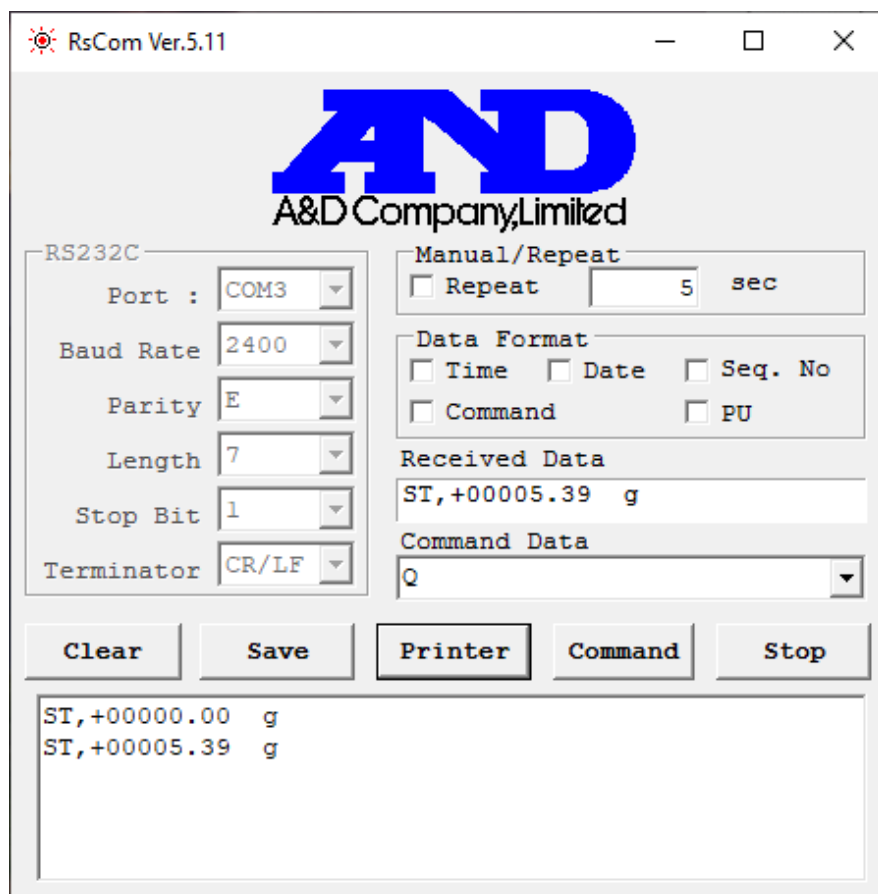 RsCom Ver.5.11
AND
A&D Company,Limited
RS232C
Port : COM3
Baud Rate 2400
Parity E
Length 7
Stop Bit 1
Terminator CR/LF
Manual/Repeat
Repeat 5 sec
Data Format
Time Date Seq. No
Command PU
Received Data
ST,+00005.39 g
Command Data
Q
Clear Save Printer Command Stop
ST,+00000.00 g
ST,+00005.39 g